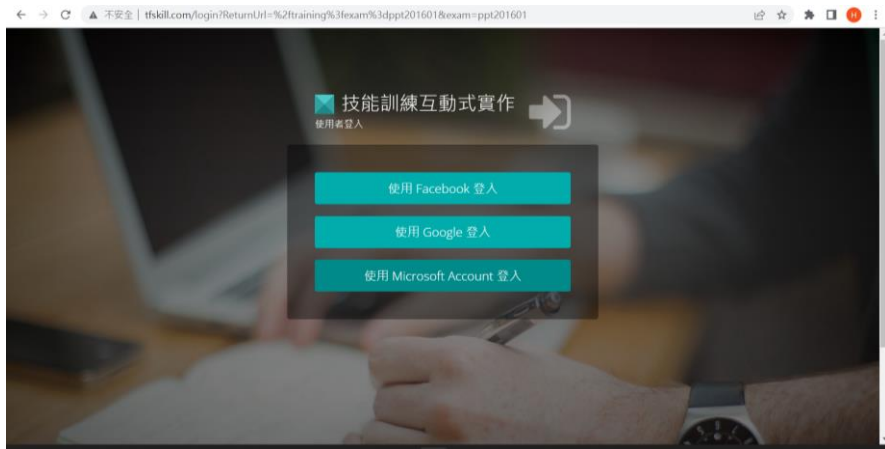 不安全 | tfskill.com/login?ReturnUrl=%2ftraining%3fexam%3dppt201601&exam=ppt201601
H
技能訓練互動式實作
使用者登入
使用 Facebook 登入
使用 Google 登入
使用 Microsoft Account 登入